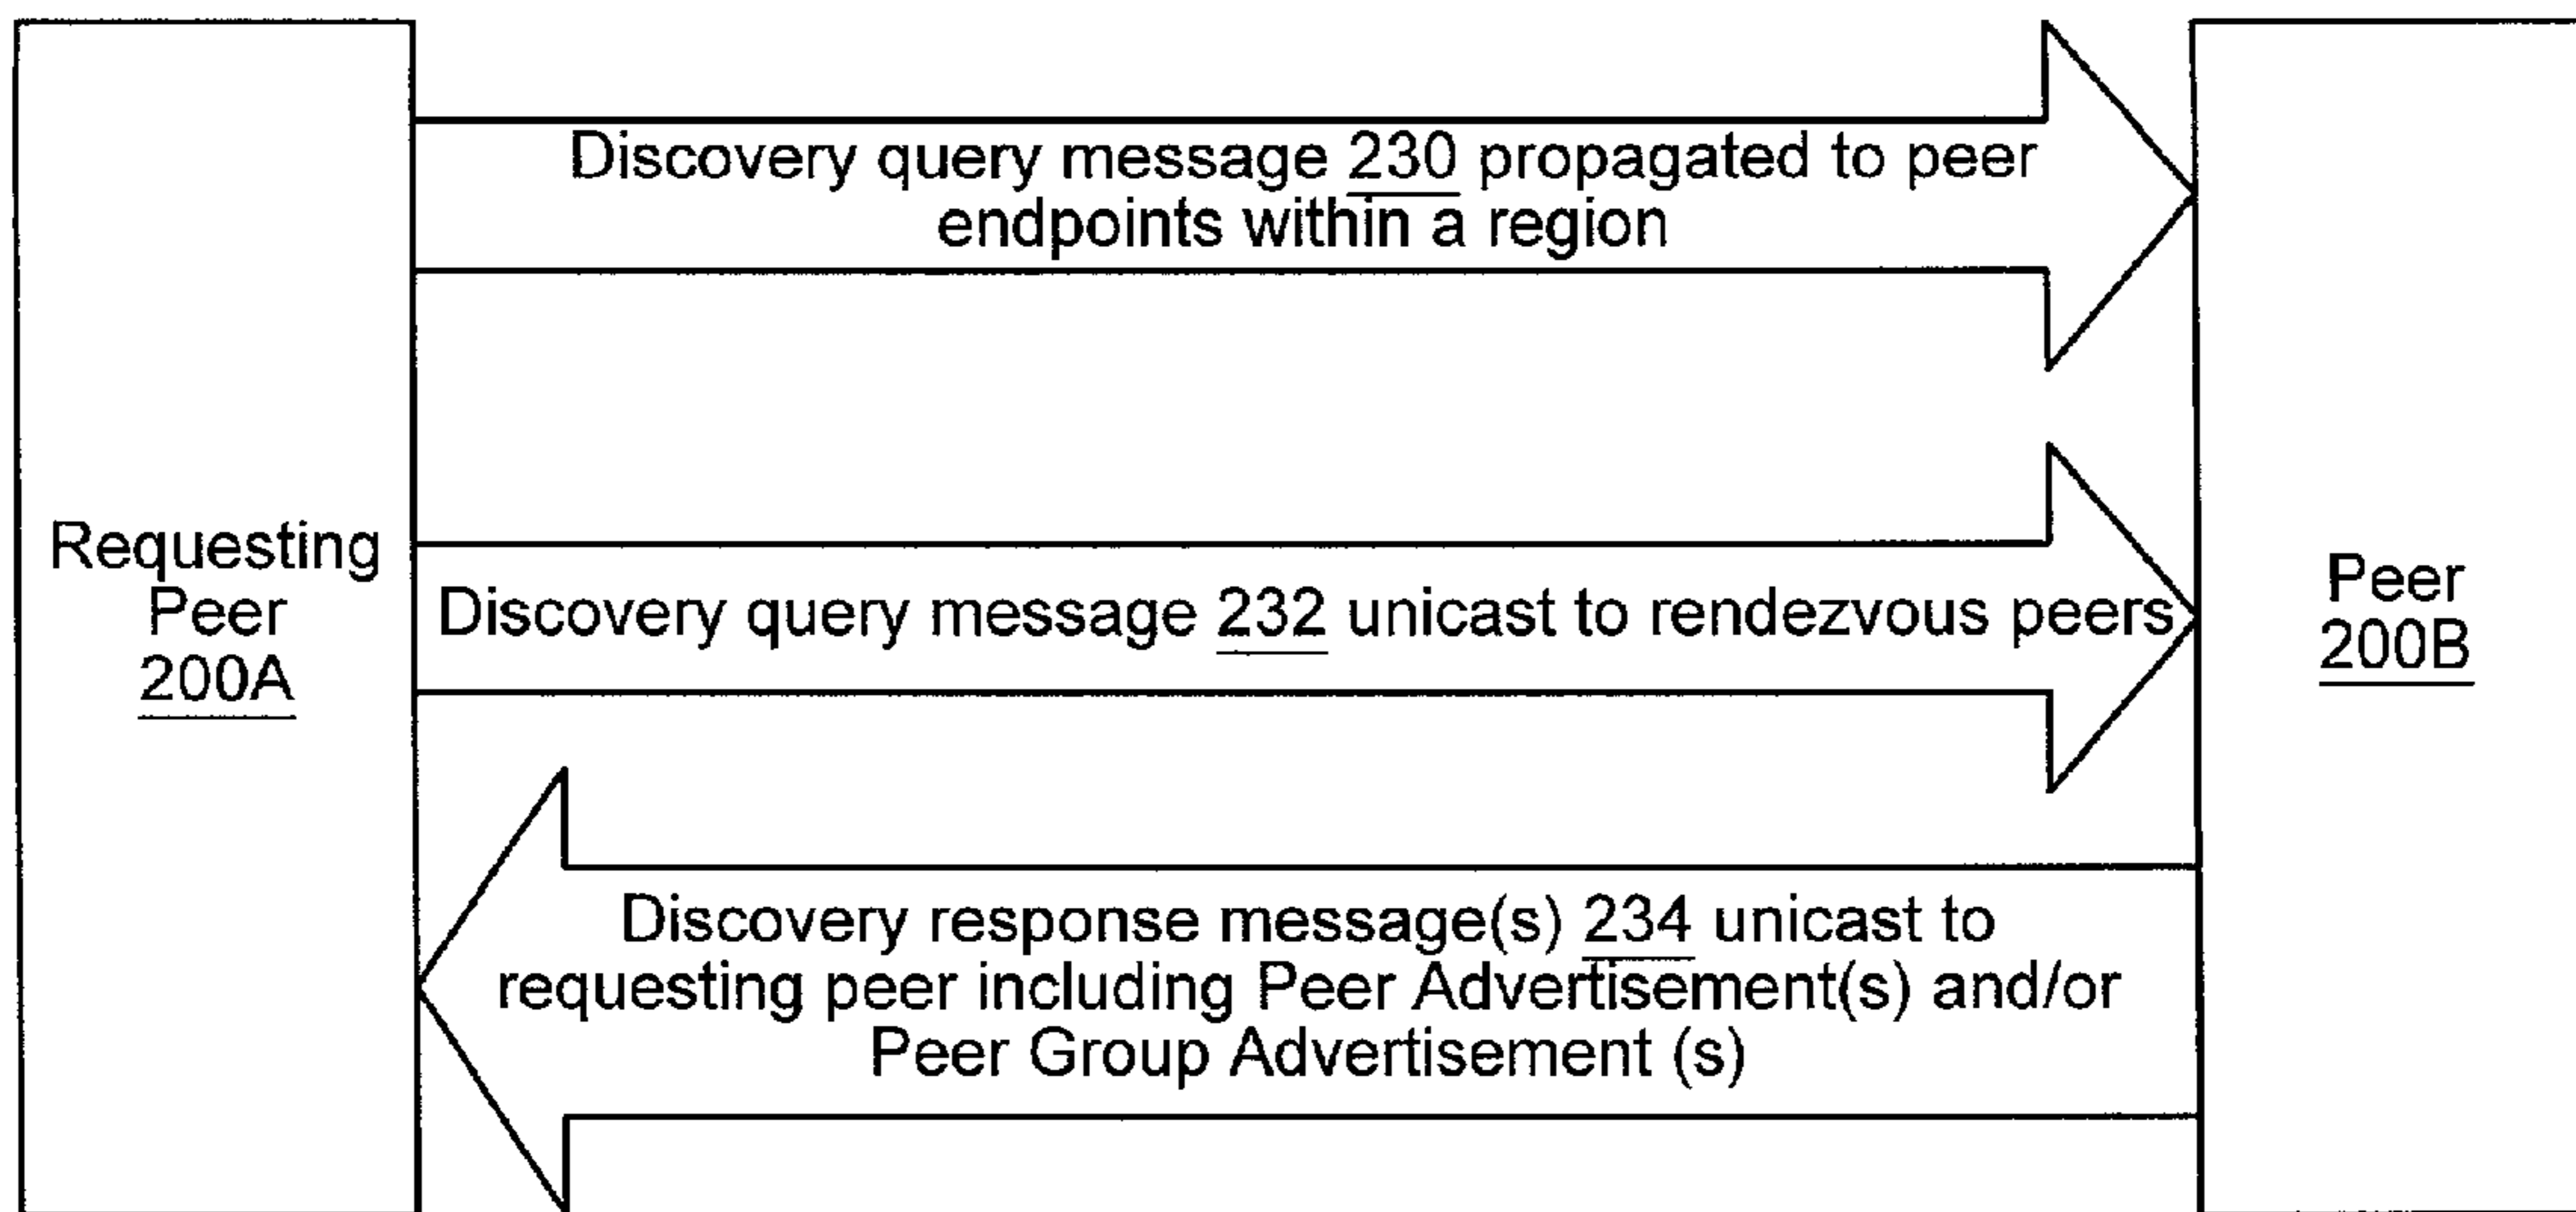 Discovery query message 230 propagated to peer
endpoints within a region
Requesting
Peer
200A
Discovery query message 232 unicast to rendezvous peers
Peer
200B
Discovery response message(s) 234 unicast to
requesting peer including Peer Advertisement(s) and/or
Peer Group Advertisement (s)